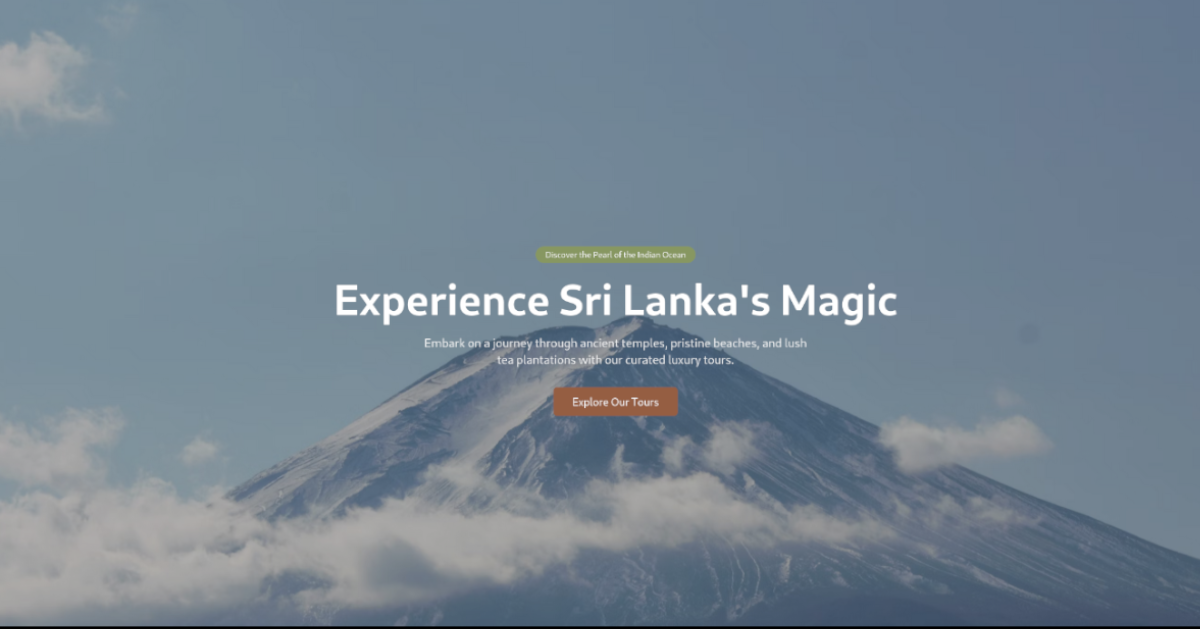 Discover the Pearl of the Indian Ocean
Experience Sri Lanka's Magic
Embark on a journey through ancient temples, pristine beaches, and lush
tea plantations with our curated luxury tours.
Explore Our Tours